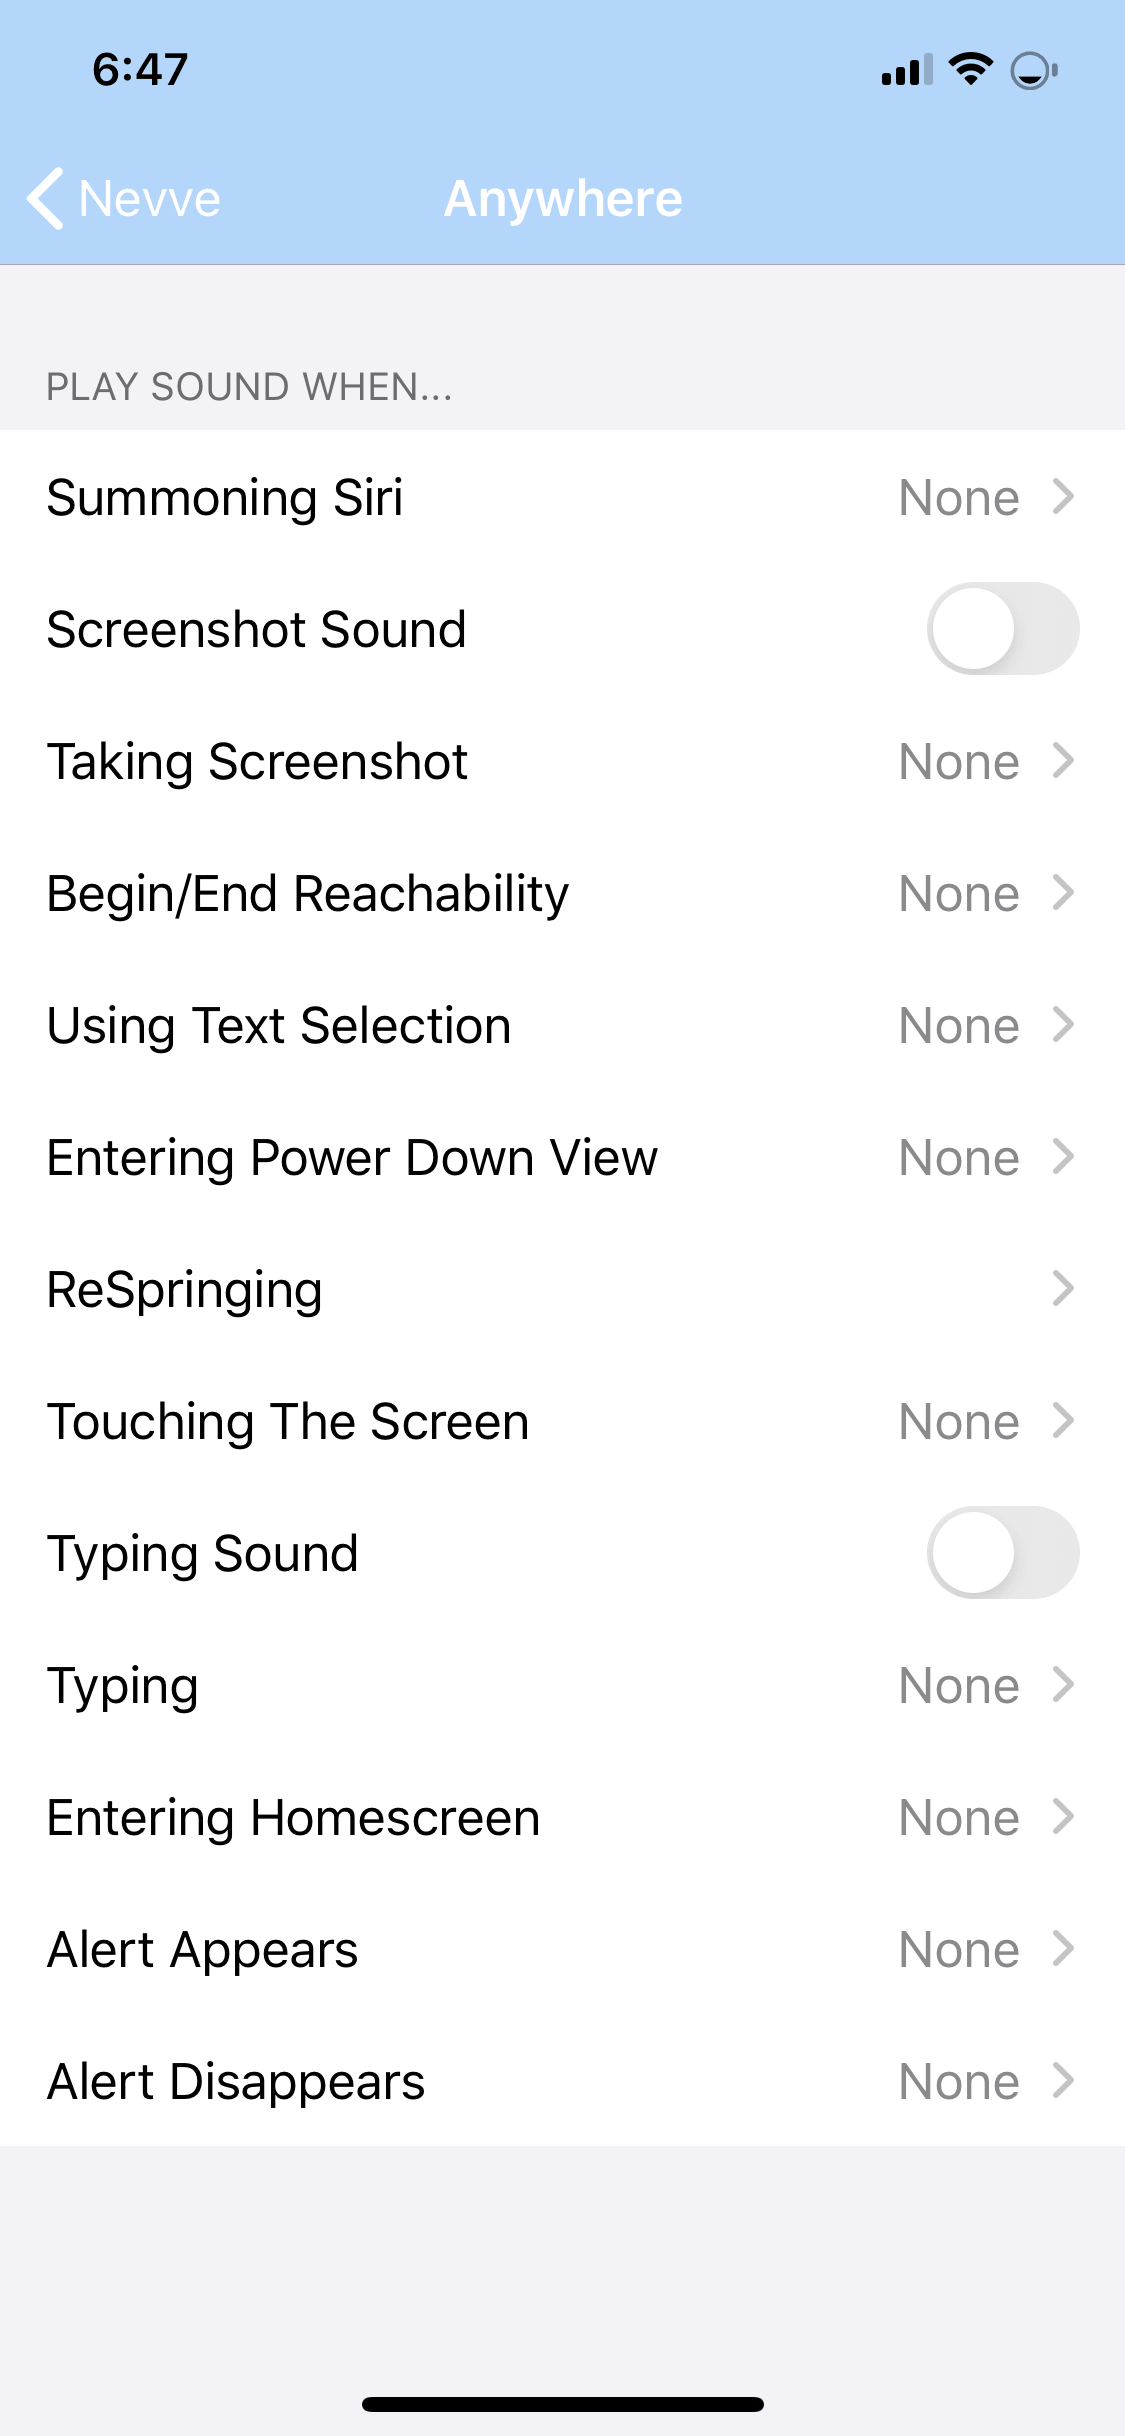 6:47
Nevve
Anywhere
PLAY SOUND WHEN...
Summoning Siri None
Screenshot Sound
Taking Screenshot None
Begin/End Reachability None
Using Text Selection None
Entering Power Down View None
ReSpringing
Touching The Screen None
Typing Sound
Typing None
Entering Homescreen None
Alert Appears None
Alert Disappears None